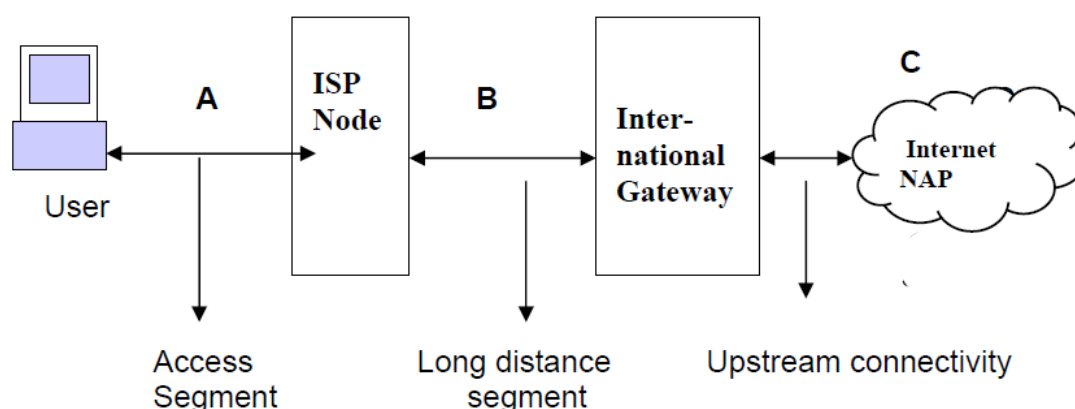 A
B
C
ISP
Node
Inter-
national
Gateway
Internet
NAP
User
Access
Segment
Long distance
segment
Upstream connectivity